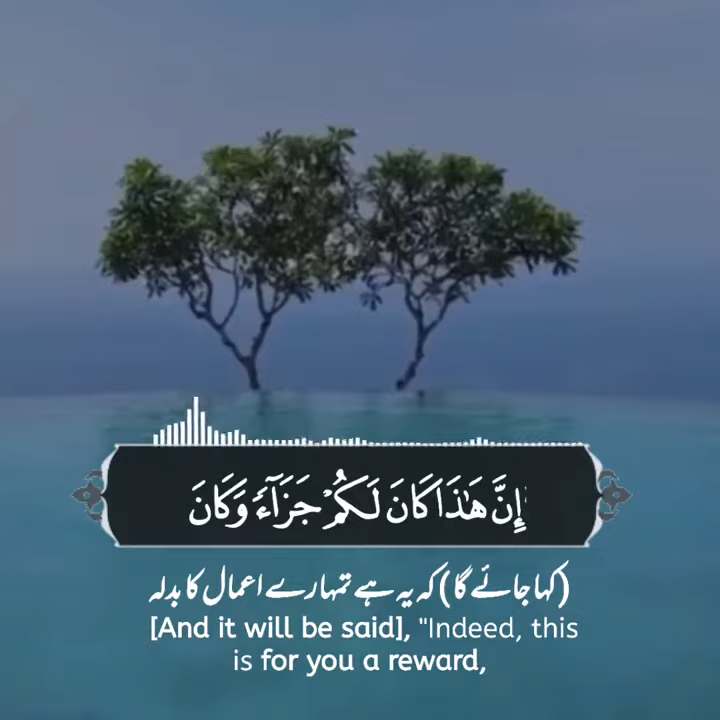 إِنَّ هَٰذَا كَانَ لَكُمْ جَزَآءً وَكَانَ
(کہا جائے گا) کہ یہ ہے تمہارے اعمال کا بدلہ
[And it will be said], "Indeed, this
is for you a reward,